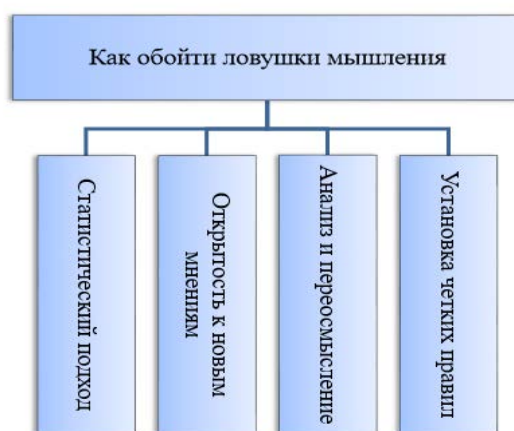 Как обойти ловушки мышления
Статистический подход
Открытость к новым
мнениям
Анализ и переосмысление
Установка четких правил